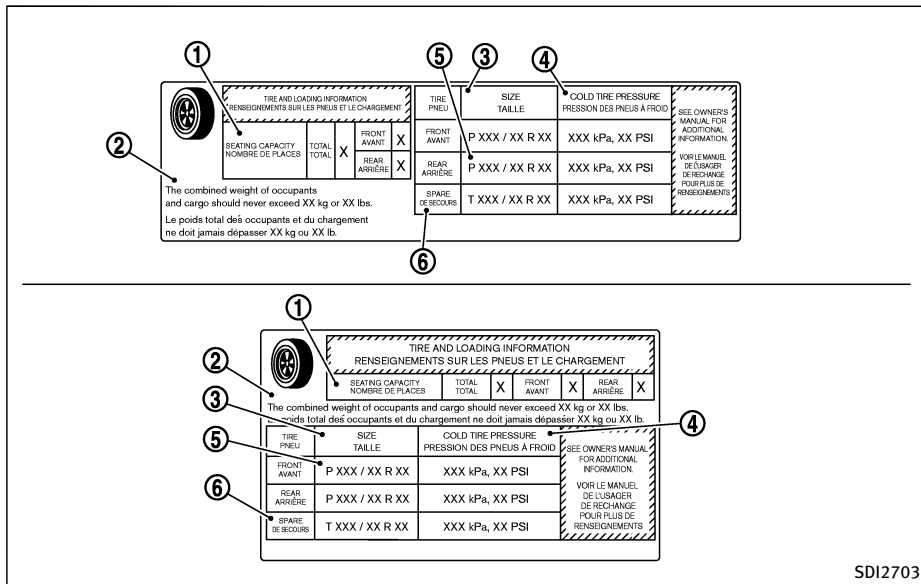 ① ③ ④ ⑤ ②
TIRE AND LOADING INFORMATION
RENSEIGNEMENTS SUR LES PNEUS ET LE CHARGEMENT
SEATING CAPACITY
NOMBRE DE PLACES
TOTAL
TOTAL
X
FRONT
AVANT
X
REAR
ARRIÈRE
X
The combined weight of occupants
and cargo should never exceed XX kg or XX lbs.
Le poids total des occupants et du chargement
ne doit jamais dépasser XX kg ou XX lb.
TIRE
PNEU
SIZE
TAILLE
COLD TIRE PRESSURE
PRESSION DES PNEUS À FROID
FRONT
AVANT
P XXX / XX R XX
XXX kPa, XX PSI
REAR
ARRIÈRE
P XXX / XX R XX
XXX kPa, XX PSI
SPARE
DE SECOURS
T XXX / XX R XX
XXX kPa, XX PSI
SEE OWNER'S
MANUAL FOR
ADDITIONAL
INFORMATION.
VOIR LE MANUEL
DE L'USAGER
DE RECHANGE
POUR PLUS DE
RENSEIGNEMENTS
⑥
① ② ③ ④ ⑤ ⑥
TIRE AND LOADING INFORMATION
RENSEIGNEMENTS SUR LES PNEUS ET LE CHARGEMENT
SEATING CAPACITY
NOMBRE DE PLACES
TOTAL
TOTAL
X
FRONT
AVANT
X
REAR
ARRIÈRE
X
The combined weight of occupants and cargo should never exceed XX kg or XX lbs.
Le poids total des occupants et du chargement ne doit jamais dépasser XX kg ou XX lb.
TIRE
PNEU
SIZE
TAILLE
COLD TIRE PRESSURE
PRESSION DES PNEUS À FROID
FRONT
AVANT
P XXX / XX R XX
XXX kPa, XX PSI
REAR
ARRIÈRE
P XXX / XX R XX
XXX kPa, XX PSI
SPARE
DE SECOURS
T XXX / XX R XX
XXX kPa, XX PSI
SEE OWNER'S MANUAL
FOR ADDITIONAL
INFORMATION.
VOIR LE MANUEL
DE L'USAGER
DE RECHANGE
POUR PLUS DE
RENSEIGNEMENTS
SDI2703